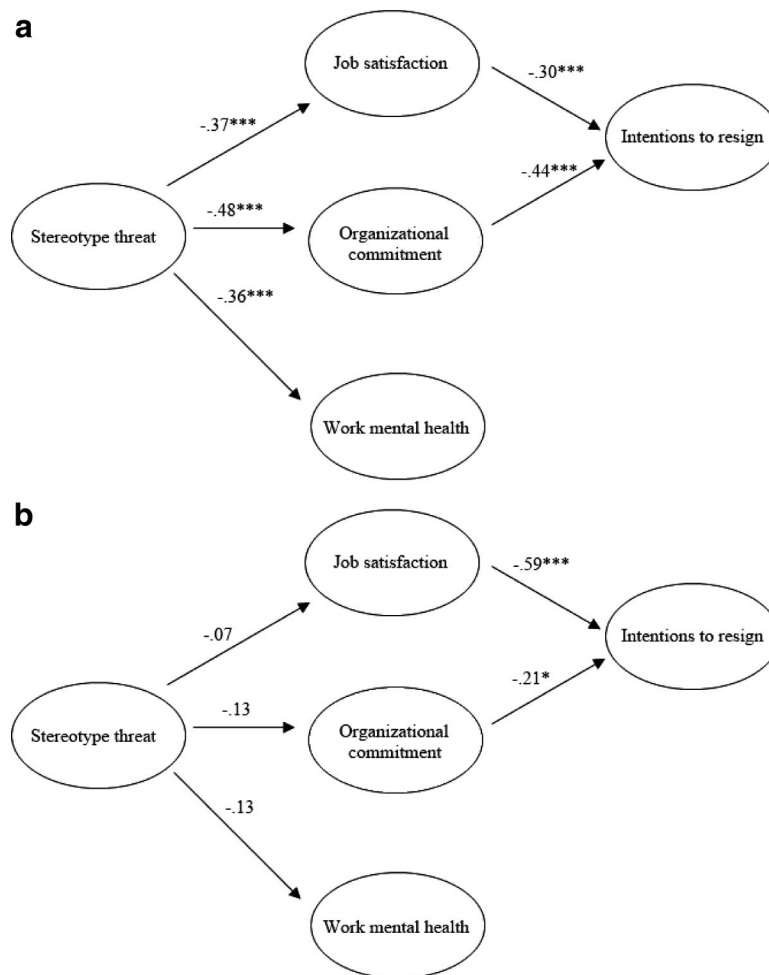 a
Job satisfaction
-.30***
-.37***
Intentions to resign
-.44***
-.48***
Stereotype threat
Organizational
commitment
-.36***
Work mental health
b
Job satisfaction
-.59***
-.07
Intentions to resign
-.21*
-.13
Stereotype threat
Organizational
commitment
-.13
Work mental health